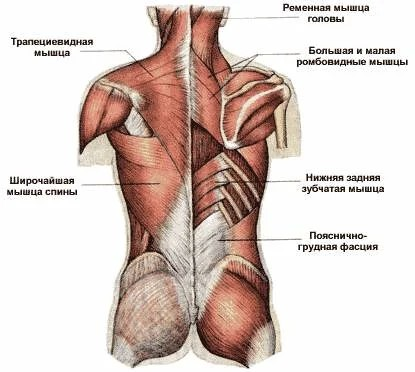 Ременная мышца
головы
Трапециевидная
мышца
Большая и малая
ромбовидные мышцы
Широчайшая
мышца спины
Нижняя задняя
зубчатая мышца
Пояснично-
грудная фасция